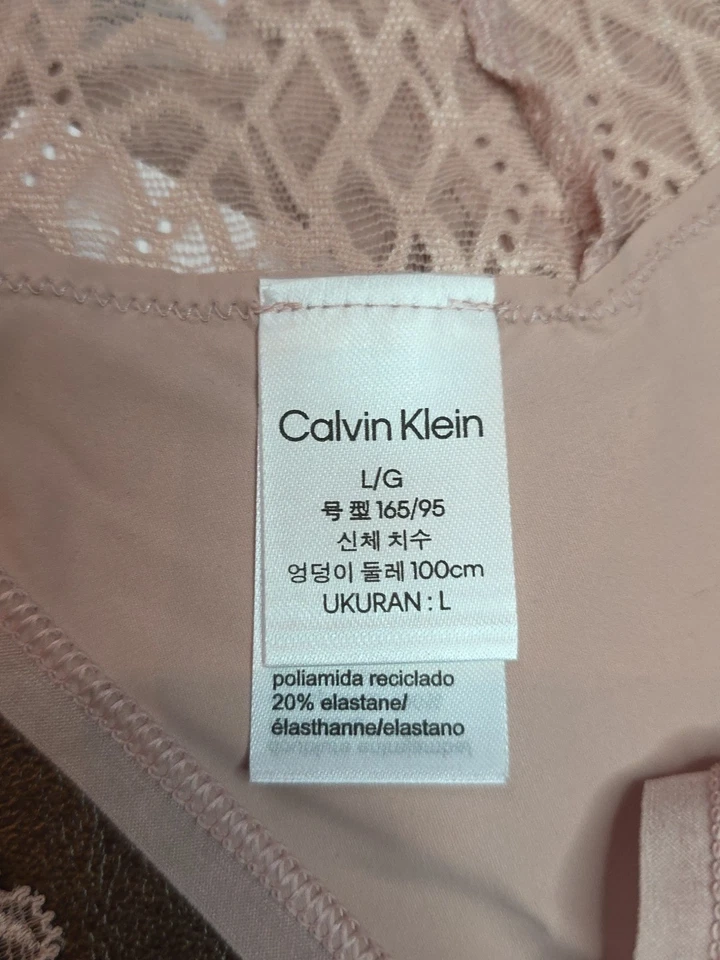 Calvin Klein
L/G
号型 165/95
신체 치수
엉덩이 둘레 100cm
UKURAN : L
poliamida reciclado
20% elastane/
élasthanne/elastano